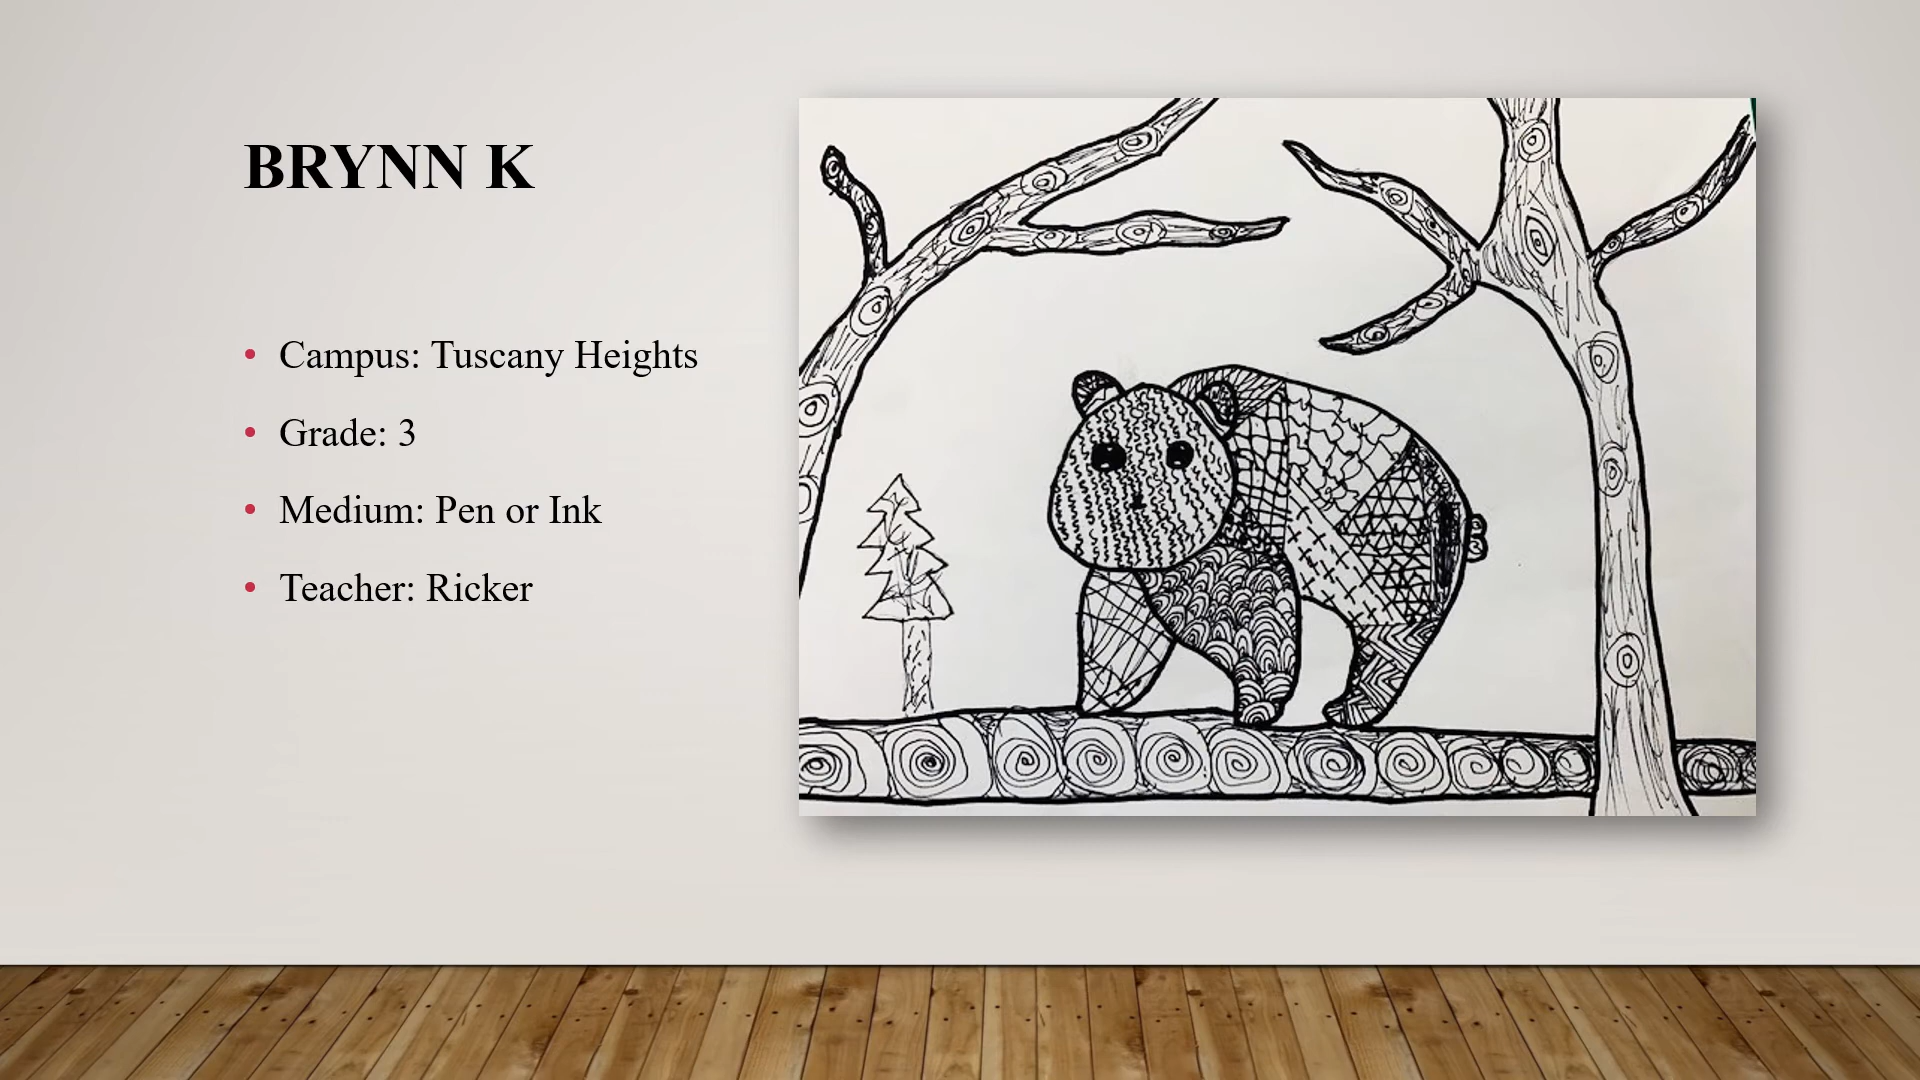 BRYNN K
Campus: Tuscany Heights
Grade: 3
Medium: Pen or Ink
Teacher: Ricker